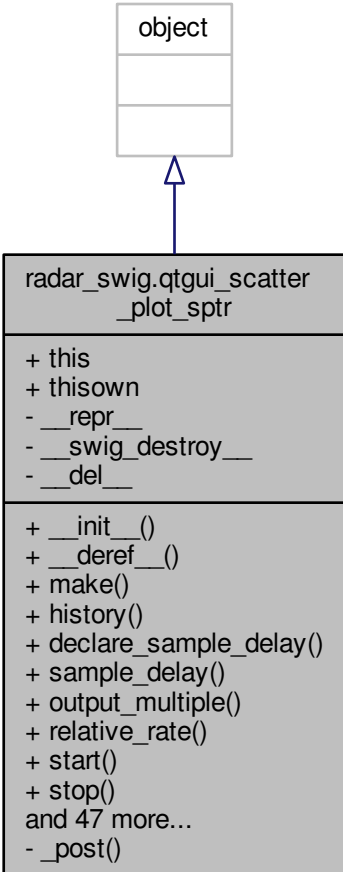 object
radar_swig.qtgui_scatter
_plot_sptr
+ this
+ thisown
- __repr__
- __swig_destroy__
- __del__
+ __init__()
+ __deref__()
+ make()
+ history()
+ declare_sample_delay()
+ sample_delay()
+ output_multiple()
+ relative_rate()
+ start()
+ stop()
and 47 more...
- _post()